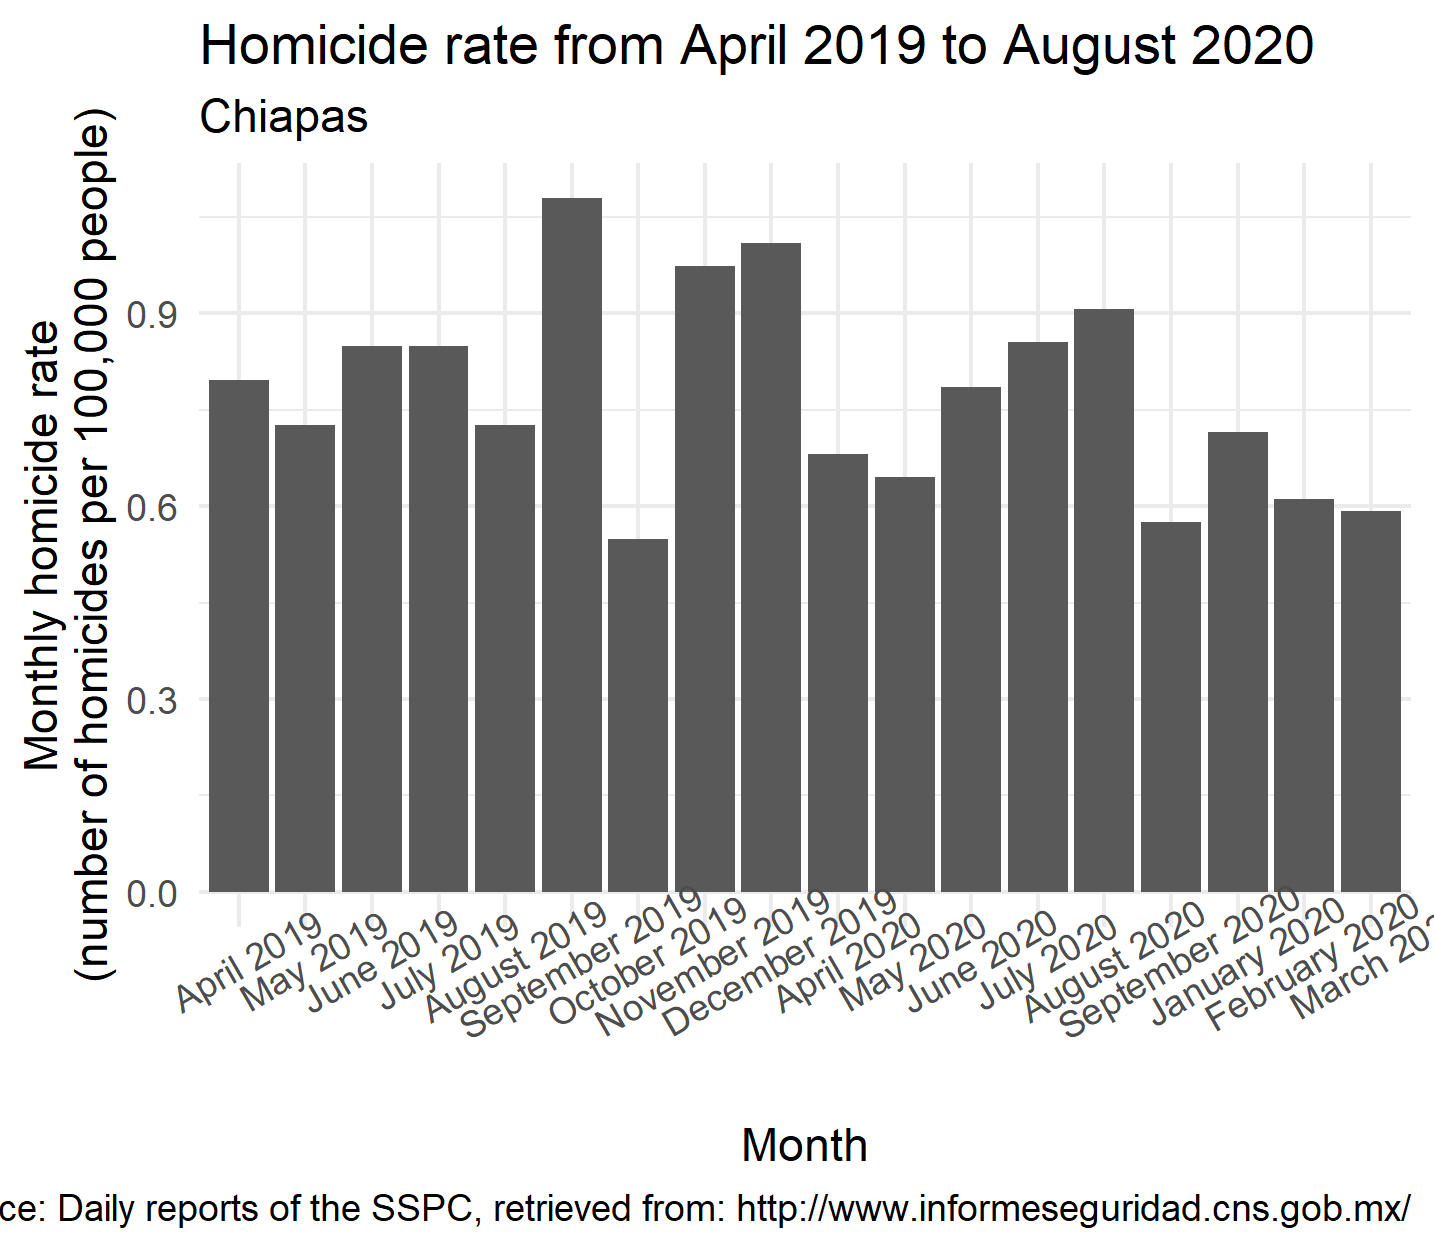 Homicide rate from April 2019 to August 2020
Chiapas
Monthly homicide rate
(number of homicides per 100,000 people)
0.9
0.6
0.3
0.0
April 2019
May 2019
June 2019
July 2019
August 2019
September 2019
October 2019
November 2019
December 2019
April 2020
May 2020
June 2020
July 2020
August 2020
September 2020
January 2020
February 2020
March 202
Month
ce: Daily reports of the SSPC, retrieved from: http://www.informeseguridad.cns.gob.mx/